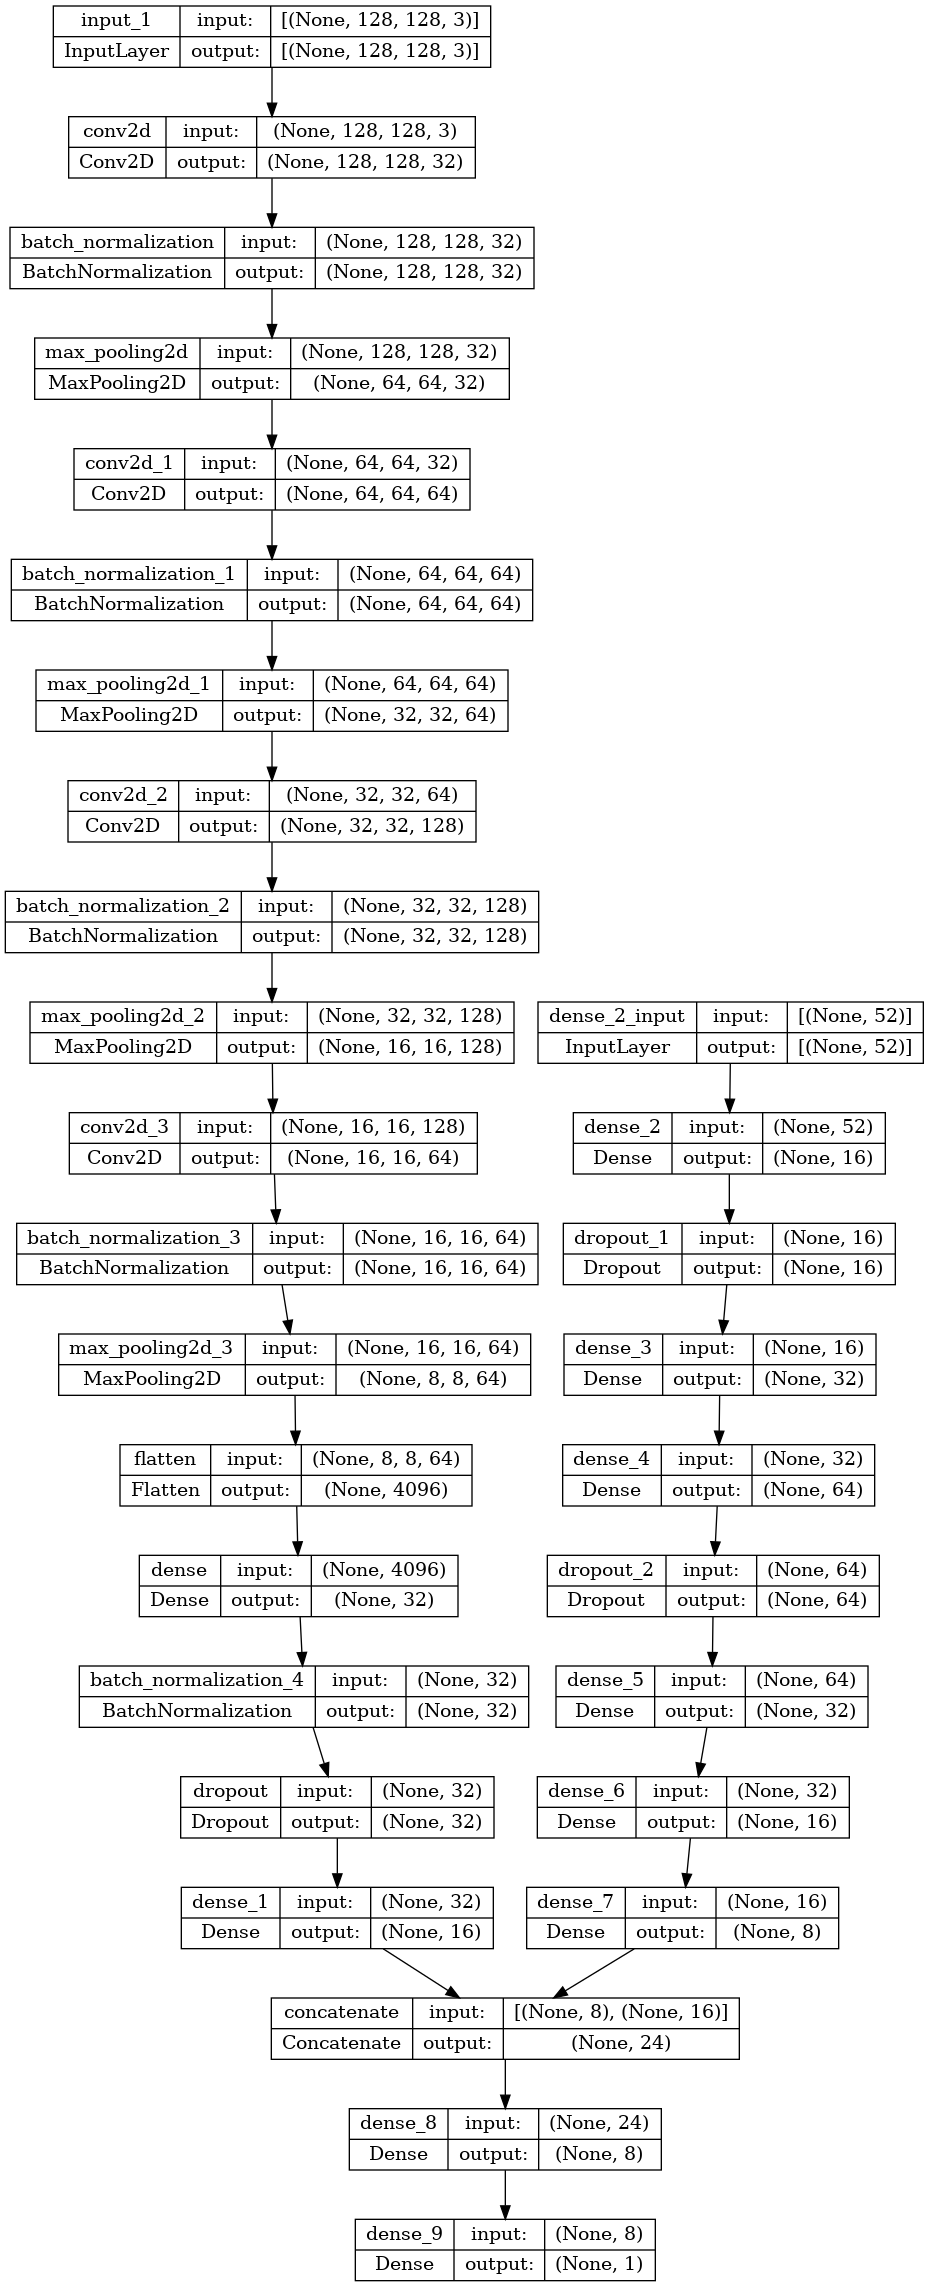 input_1 input: [(None, 128, 128, 3)]
InputLayer output: [(None, 128, 128, 3)]
conv2d input: (None, 128, 128, 3)
Conv2D output: (None, 128, 128, 32)
batch_normalization input: (None, 128, 128, 32)
BatchNormalization output: (None, 128, 128, 32)
max_pooling2d input: (None, 128, 128, 32)
MaxPooling2D output: (None, 64, 64, 32)
conv2d_1 input: (None, 64, 64, 32)
Conv2D output: (None, 64, 64, 64)
batch_normalization_1 input: (None, 64, 64, 64)
BatchNormalization output: (None, 64, 64, 64)
max_pooling2d_1 input: (None, 64, 64, 64)
MaxPooling2D output: (None, 32, 32, 64)
conv2d_2 input: (None, 32, 32, 64)
Conv2D output: (None, 32, 32, 128)
batch_normalization_2 input: (None, 32, 32, 128)
BatchNormalization output: (None, 32, 32, 128)
max_pooling2d_2 input: (None, 32, 32, 128)
MaxPooling2D output: (None, 16, 16, 128)
conv2d_3 input: (None, 16, 16, 128)
Conv2D output: (None, 16, 16, 64)
batch_normalization_3 input: (None, 16, 16, 64)
BatchNormalization output: (None, 16, 16, 64)
max_pooling2d_3 input: (None, 16, 16, 64)
MaxPooling2D output: (None, 8, 8, 64)
flatten input: (None, 8, 8, 64)
Flatten output: (None, 4096)
dense input: (None, 4096)
Dense output: (None, 32)
batch_normalization_4 input: (None, 32)
BatchNormalization output: (None, 32)
dropout input: (None, 32)
Dropout output: (None, 32)
dense_1 input: (None, 32)
Dense output: (None, 16)
dense_2_input input: [(None, 52)]
InputLayer output: [(None, 52)]
dense_2 input: (None, 52)
Dense output: (None, 16)
dropout_1 input: (None, 16)
Dropout output: (None, 16)
dense_3 input: (None, 16)
Dense output: (None, 32)
dense_4 input: (None, 32)
Dense output: (None, 64)
dropout_2 input: (None, 64)
Dropout output: (None, 64)
dense_5 input: (None, 64)
Dense output: (None, 32)
dense_6 input: (None, 32)
Dense output: (None, 16)
dense_7 input: (None, 16)
Dense output: (None, 8)
concatenate input: [(None, 8), (None, 16)]
Concatenate output: (None, 24)
dense_8 input: (None, 24)
Dense output: (None, 8)
dense_9 input: (None, 8)
Dense output: (None, 1)